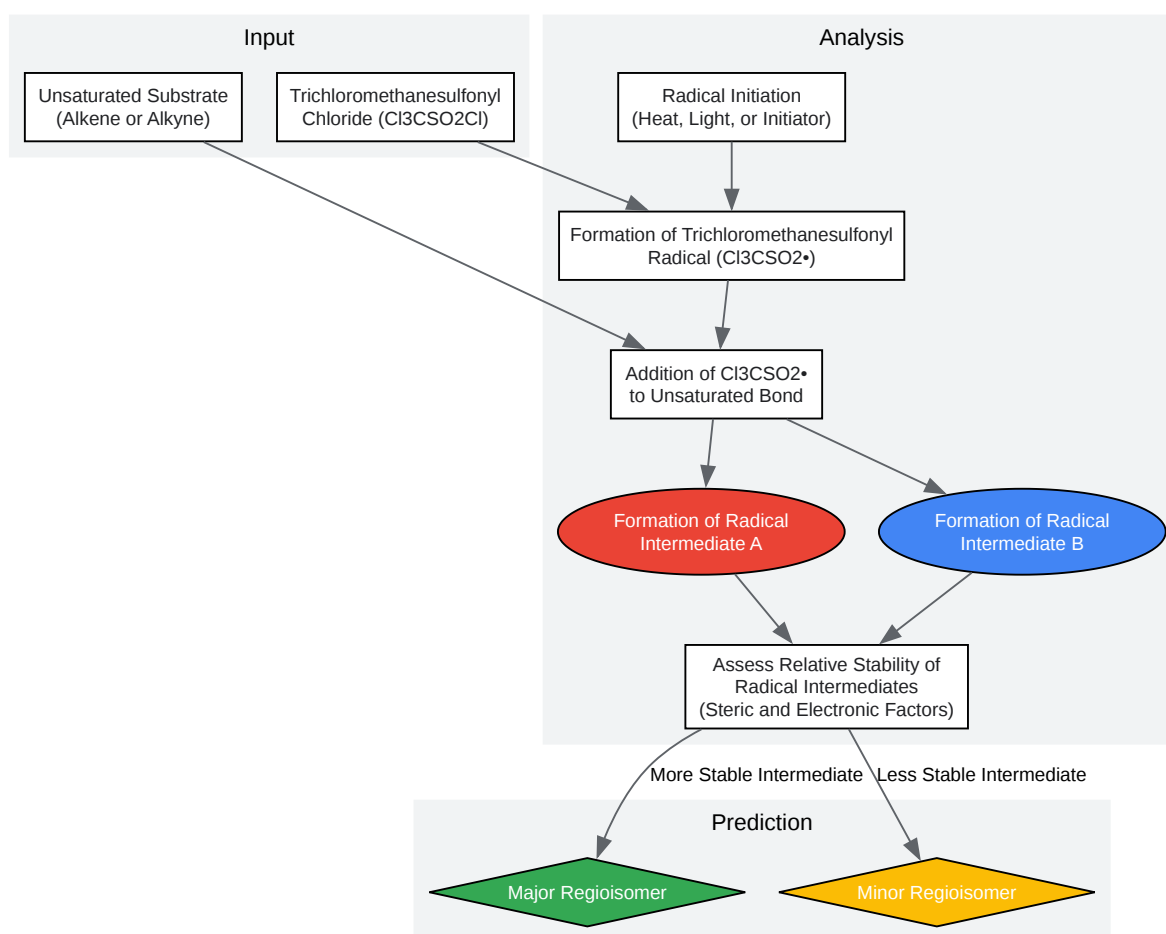 Input
Analysis
Unsaturated Substrate
(Alkene or Alkyne)
Trichloromethanesulfonyl
Chloride (Cl3CSO2Cl)
Radical Initiation
(Heat, Light, or Initiator)
Formation of Trichloromethanesulfonyl
Radical (Cl3CSO2•)
Addition of Cl3CSO2•
to Unsaturated Bond
Formation of Radical
Intermediate A
Formation of Radical
Intermediate B
Assess Relative Stability of
Radical Intermediates
(Steric and Electronic Factors)
More Stable Intermediate
Less Stable Intermediate
Prediction
Major Regioisomer
Minor Regioisomer